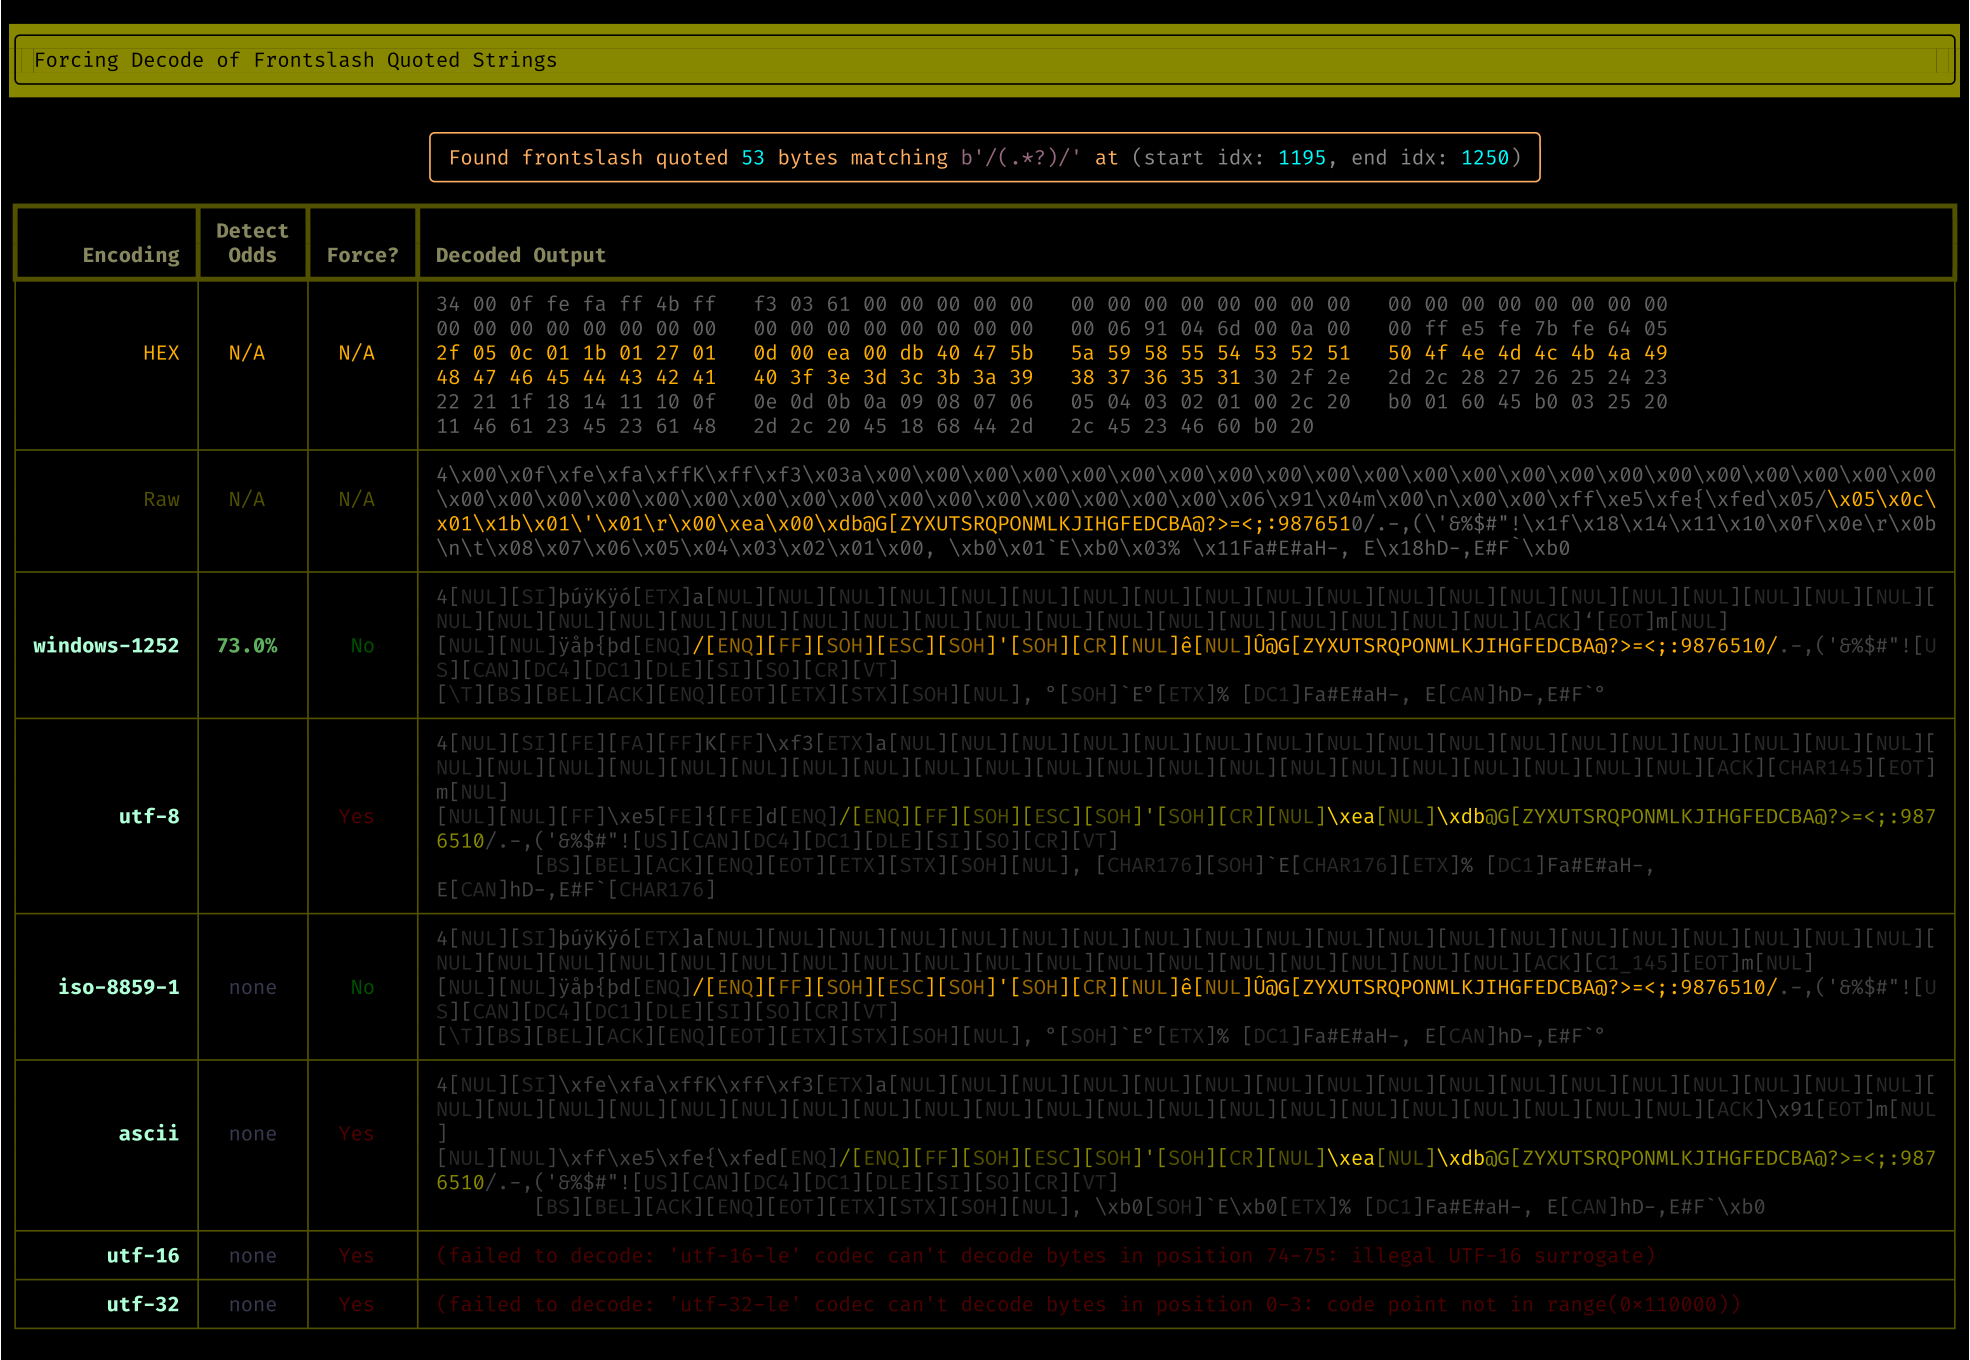 Forcing Decode of Frontslash Quoted Strings
Found frontslash quoted 53 bytes matching b'/(.*?)/' at (start idx: 1195, end idx: 1250)
Detect
Encoding Odds Force? Decoded Output
34 00 0f fe fa ff 4b ff f3 03 61 00 00 00 00 00 00 00 00 00 00 00 00 00 00 00 00 00 00 00 00 00
00 00 00 00 00 00 00 00 00 00 00 00 00 00 00 00 00 06 91 04 6d 00 0a 00 00 ff e5 fe 7b fe 64 05
HEX N/A N/A 2f 05 0c 01 1b 01 27 01 0d 00 ea 00 db 40 47 5b 5a 59 58 55 54 53 52 51 50 4f 4e 4d 4c 4b 4a 49
48 47 46 45 44 43 42 41 40 3f 3e 3d 3c 3b 3a 39 38 37 36 35 31 30 2f 2e 2d 2c 28 27 26 25 24 23
22 21 1f 18 14 11 10 0f 0e 0d 0b 0a 09 08 07 06 05 04 03 02 01 00 2c 20 b0 01 60 45 b0 03 25 20
11 46 61 23 45 23 61 48 2d 2c 20 45 18 68 44 2d 2c 45 23 46 60 b0 20
4\x00\x0f\xfe\xfa\xffK\xff\xf3\x03a\x00\x00\x00\x00\x00\x00\x00\x00\x00\x00\x00\x00\x00\x00\x00\x00\x00\x00\x00\x00\x00\x00
Raw N/A N/A \x00\x00\x00\x00\x00\x00\x00\x00\x00\x00\x00\x00\x00\x00\x00\x00\x06\x91\x04m\x00\n\x00\x00\xff\xe5\xfe{\xfed\x05/\x05\x0c\
x01\x1b\x01\'\x01\r\x00\xea\x00\xdb@G[ZYXUTSRQPONMLKJIHGFEDCBA@?>=<;:9876510/.-,(\'&%$#"!\x1f\x18\x14\x11\x10\x0f\x0e\r\x0b
\n\t\x08\x07\x06\x05\x04\x03\x02\x01\x00, \xb0\x01`E\xb0\x03% \x11Fa#E#aH-, E\x18hD-,E#F`\xb0
4[NUL][SI]þúÿKÿó[ETX]a[NUL][NUL][NUL][NUL][NUL][NUL][NUL][NUL][NUL][NUL][NUL][NUL][NUL][NUL][NUL][NUL][NUL][NUL][NUL][NUL][
NUL][NUL][NUL][NUL][NUL][NUL][NUL][NUL][NUL][NUL][NUL][NUL][NUL][NUL][NUL][NUL][NUL][NUL][ACK]‘[EOT]m[NUL]
windows-1252 73.0% No [NUL][NUL]ÿåþ{þd[ENQ]/[ENQ][FF][SOH][ESC][SOH]'[SOH][CR][NUL]ê[NUL]Û@G[ZYXUTSRQPONMLKJIHGFEDCBA@?>=<;:9876510/.-,('&%$#"![U
S][CAN][DC4][DC1][DLE][SI][SO][CR][VT]
[\T][BS][BEL][ACK][ENQ][EOT][ETX][STX][SOH][NUL], °[SOH]`E°[ETX]% [DC1]Fa#E#aH-, E[CAN]hD-,E#F`°
4[NUL][SI][FE][FA][FF]K[FF]\xf3[ETX]a[NUL][NUL][NUL][NUL][NUL][NUL][NUL][NUL][NUL][NUL][NUL][NUL][NUL][NUL][NUL][NUL][NUL][
NUL][NUL][NUL][NUL][NUL][NUL][NUL][NUL][NUL][NUL][NUL][NUL][NUL][NUL][NUL][NUL][NUL][NUL][NUL][NUL][NUL][ACK][CHAR145][EOT]
m[NUL]
utf-8 Yes [NUL][NUL][FF]\xe5[FE]{[FE]d[ENQ]/[ENQ][FF][SOH][ESC][SOH]'[SOH][CR][NUL]\xea[NUL]\xdb@G[ZYXUTSRQPONMLKJIHGFEDCBA@?>=<;:987
6510/.-,('&%$#"![US][CAN][DC4][DC1][DLE][SI][SO][CR][VT]
[BS][BEL][ACK][ENQ][EOT][ETX][STX][SOH][NUL], [CHAR176][SOH]`E[CHAR176][ETX]% [DC1]Fa#E#aH-,
E[CAN]hD-,E#F`[CHAR176]
4[NUL][SI]þúÿKÿó[ETX]a[NUL][NUL][NUL][NUL][NUL][NUL][NUL][NUL][NUL][NUL][NUL][NUL][NUL][NUL][NUL][NUL][NUL][NUL][NUL][NUL][
NUL][NUL][NUL][NUL][NUL][NUL][NUL][NUL][NUL][NUL][NUL][NUL][NUL][NUL][NUL][NUL][NUL][NUL][ACK][C1_145][EOT]m[NUL]
iso-8859-1 none No [NUL][NUL]ÿåþ{þd[ENQ]/[ENQ][FF][SOH][ESC][SOH]'[SOH][CR][NUL]ê[NUL]Û@G[ZYXUTSRQPONMLKJIHGFEDCBA@?>=<;:9876510/.-,('&%$#"![U
S][CAN][DC4][DC1][DLE][SI][SO][CR][VT]
[\T][BS][BEL][ACK][ENQ][EOT][ETX][STX][SOH][NUL], °[SOH]`E°[ETX]% [DC1]Fa#E#aH-, E[CAN]hD-,E#F`°
4[NUL][SI]\xfe\xfa\xffK\xff\xf3[ETX]a[NUL][NUL][NUL][NUL][NUL][NUL][NUL][NUL][NUL][NUL][NUL][NUL][NUL][NUL][NUL][NUL][NUL][
NUL][NUL][NUL][NUL][NUL][NUL][NUL][NUL][NUL][NUL][NUL][NUL][NUL][NUL][NUL][NUL][NUL][NUL][NUL][NUL][NUL][ACK]\x91[EOT]m[NUL
ascii none Yes ]
[NUL][NUL]\xff\xe5\xfe{\xfed[ENQ]/[ENQ][FF][SOH][ESC][SOH]'[SOH][CR][NUL]\xea[NUL]\xdb@G[ZYXUTSRQPONMLKJIHGFEDCBA@?>=<;:987
6510/.-,('&%$#"![US][CAN][DC4][DC1][DLE][SI][SO][CR][VT]
[BS][BEL][ACK][ENQ][EOT][ETX][STX][SOH][NUL], \xb0[SOH]`E\xb0[ETX]% [DC1]Fa#E#aH-, E[CAN]hD-,E#F`\xb0
utf-16 none Yes (failed to decode: 'utf-16-le' codec can't decode bytes in position 74-75: illegal UTF-16 surrogate)
utf-32 none Yes (failed to decode: 'utf-32-le' codec can't decode bytes in position 0-3: code point not in range(0x110000))